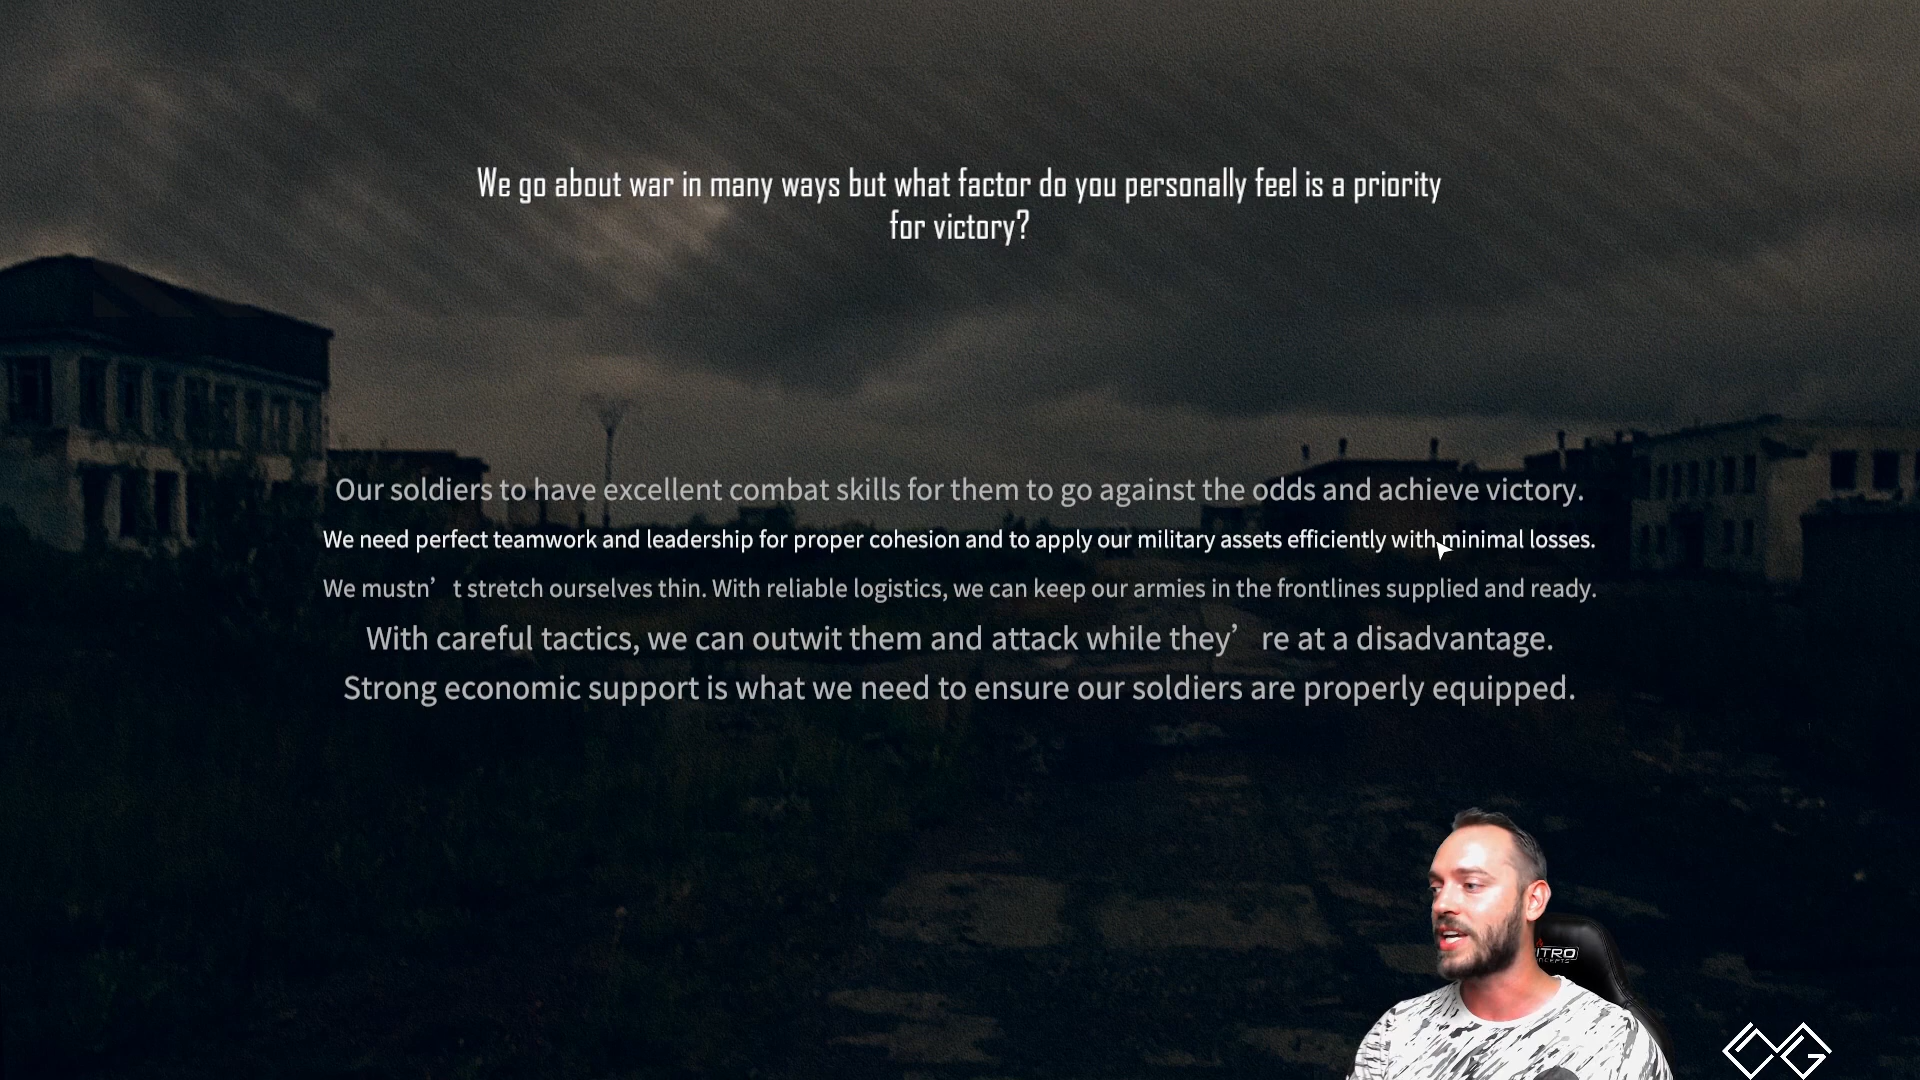 We go about war in many ways but what factor do you personally feel is a priority
for victory?
Our soldiers to have excellent combat skills for them to go against the odds and achieve victory.
We need perfect teamwork and leadership for proper cohesion and to apply our military assets efficiently with minimal losses.
We mustn’t stretch ourselves thin. With reliable logistics, we can keep our armies in the frontlines supplied and ready.
With careful tactics, we can outwit them and attack while they’re at a disadvantage.
Strong economic support is what we need to ensure our soldiers are properly equipped.